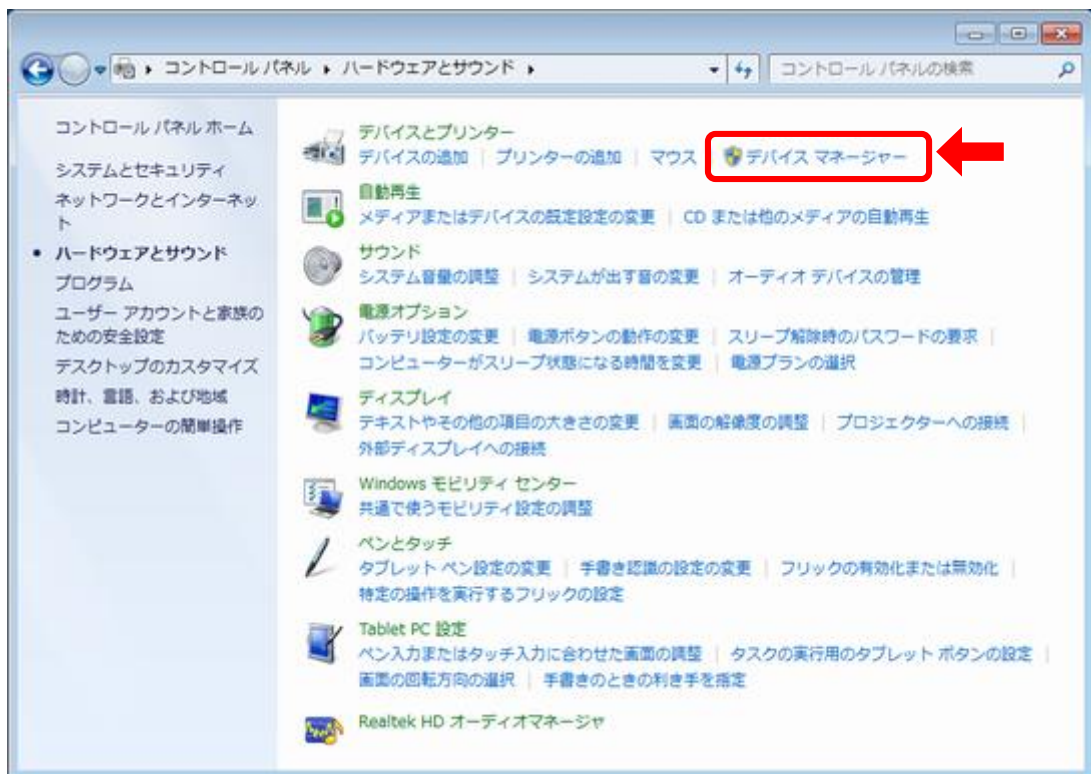 コントロール パネル ハードウェアとサウンド
コントロール パネルの検索
コントロール パネル ホーム
システムとセキュリティ
ネットワークとインターネッ
ト
ハードウェアとサウンド
プログラム
ユーザー アカウントと家族の
ための安全設定
デスクトップのカスタマイズ
時計、言語、および地域
コンピューターの簡単操作
デバイスとプリンター
デバイスの追加 | プリンターの追加 | マウス | デバイス マネージャー
自動再生
メディアまたはデバイスの既定設定の変更 | CD または他のメディアの自動再生
サウンド
システム音量の調整 | システムが出す音の変更 | オーディオ デバイスの管理
電源オプション
バッテリ設定の変更 | 電源ボタンの動作の変更 | スリープ解除時のパスワードの要求 |
コンピューターがスリープ状態になる時間を変更 | 電源プランの選択
ディスプレイ
テキストやその他の項目の大きさの変更 | 画面の解像度の調整 | プロジェクターへの接続 |
外部ディスプレイへの接続
Windows モビリティ センター
共通で使うモビリティ設定の調整
ペンとタッチ
タブレット ペン設定の変更 | 手書き認識の設定の変更 | フリックの有効化または無効化 |
特定の操作を実行するフリックの設定
Tablet PC 設定
ペン入力またはタッチ入力に合わせた画面の調整 | タスクの実行用のタブレット ボタンの設定 |
画面の回転方向の選択 | 手書きのときの利き手を指定
Realtek HD オーディオマネージャ